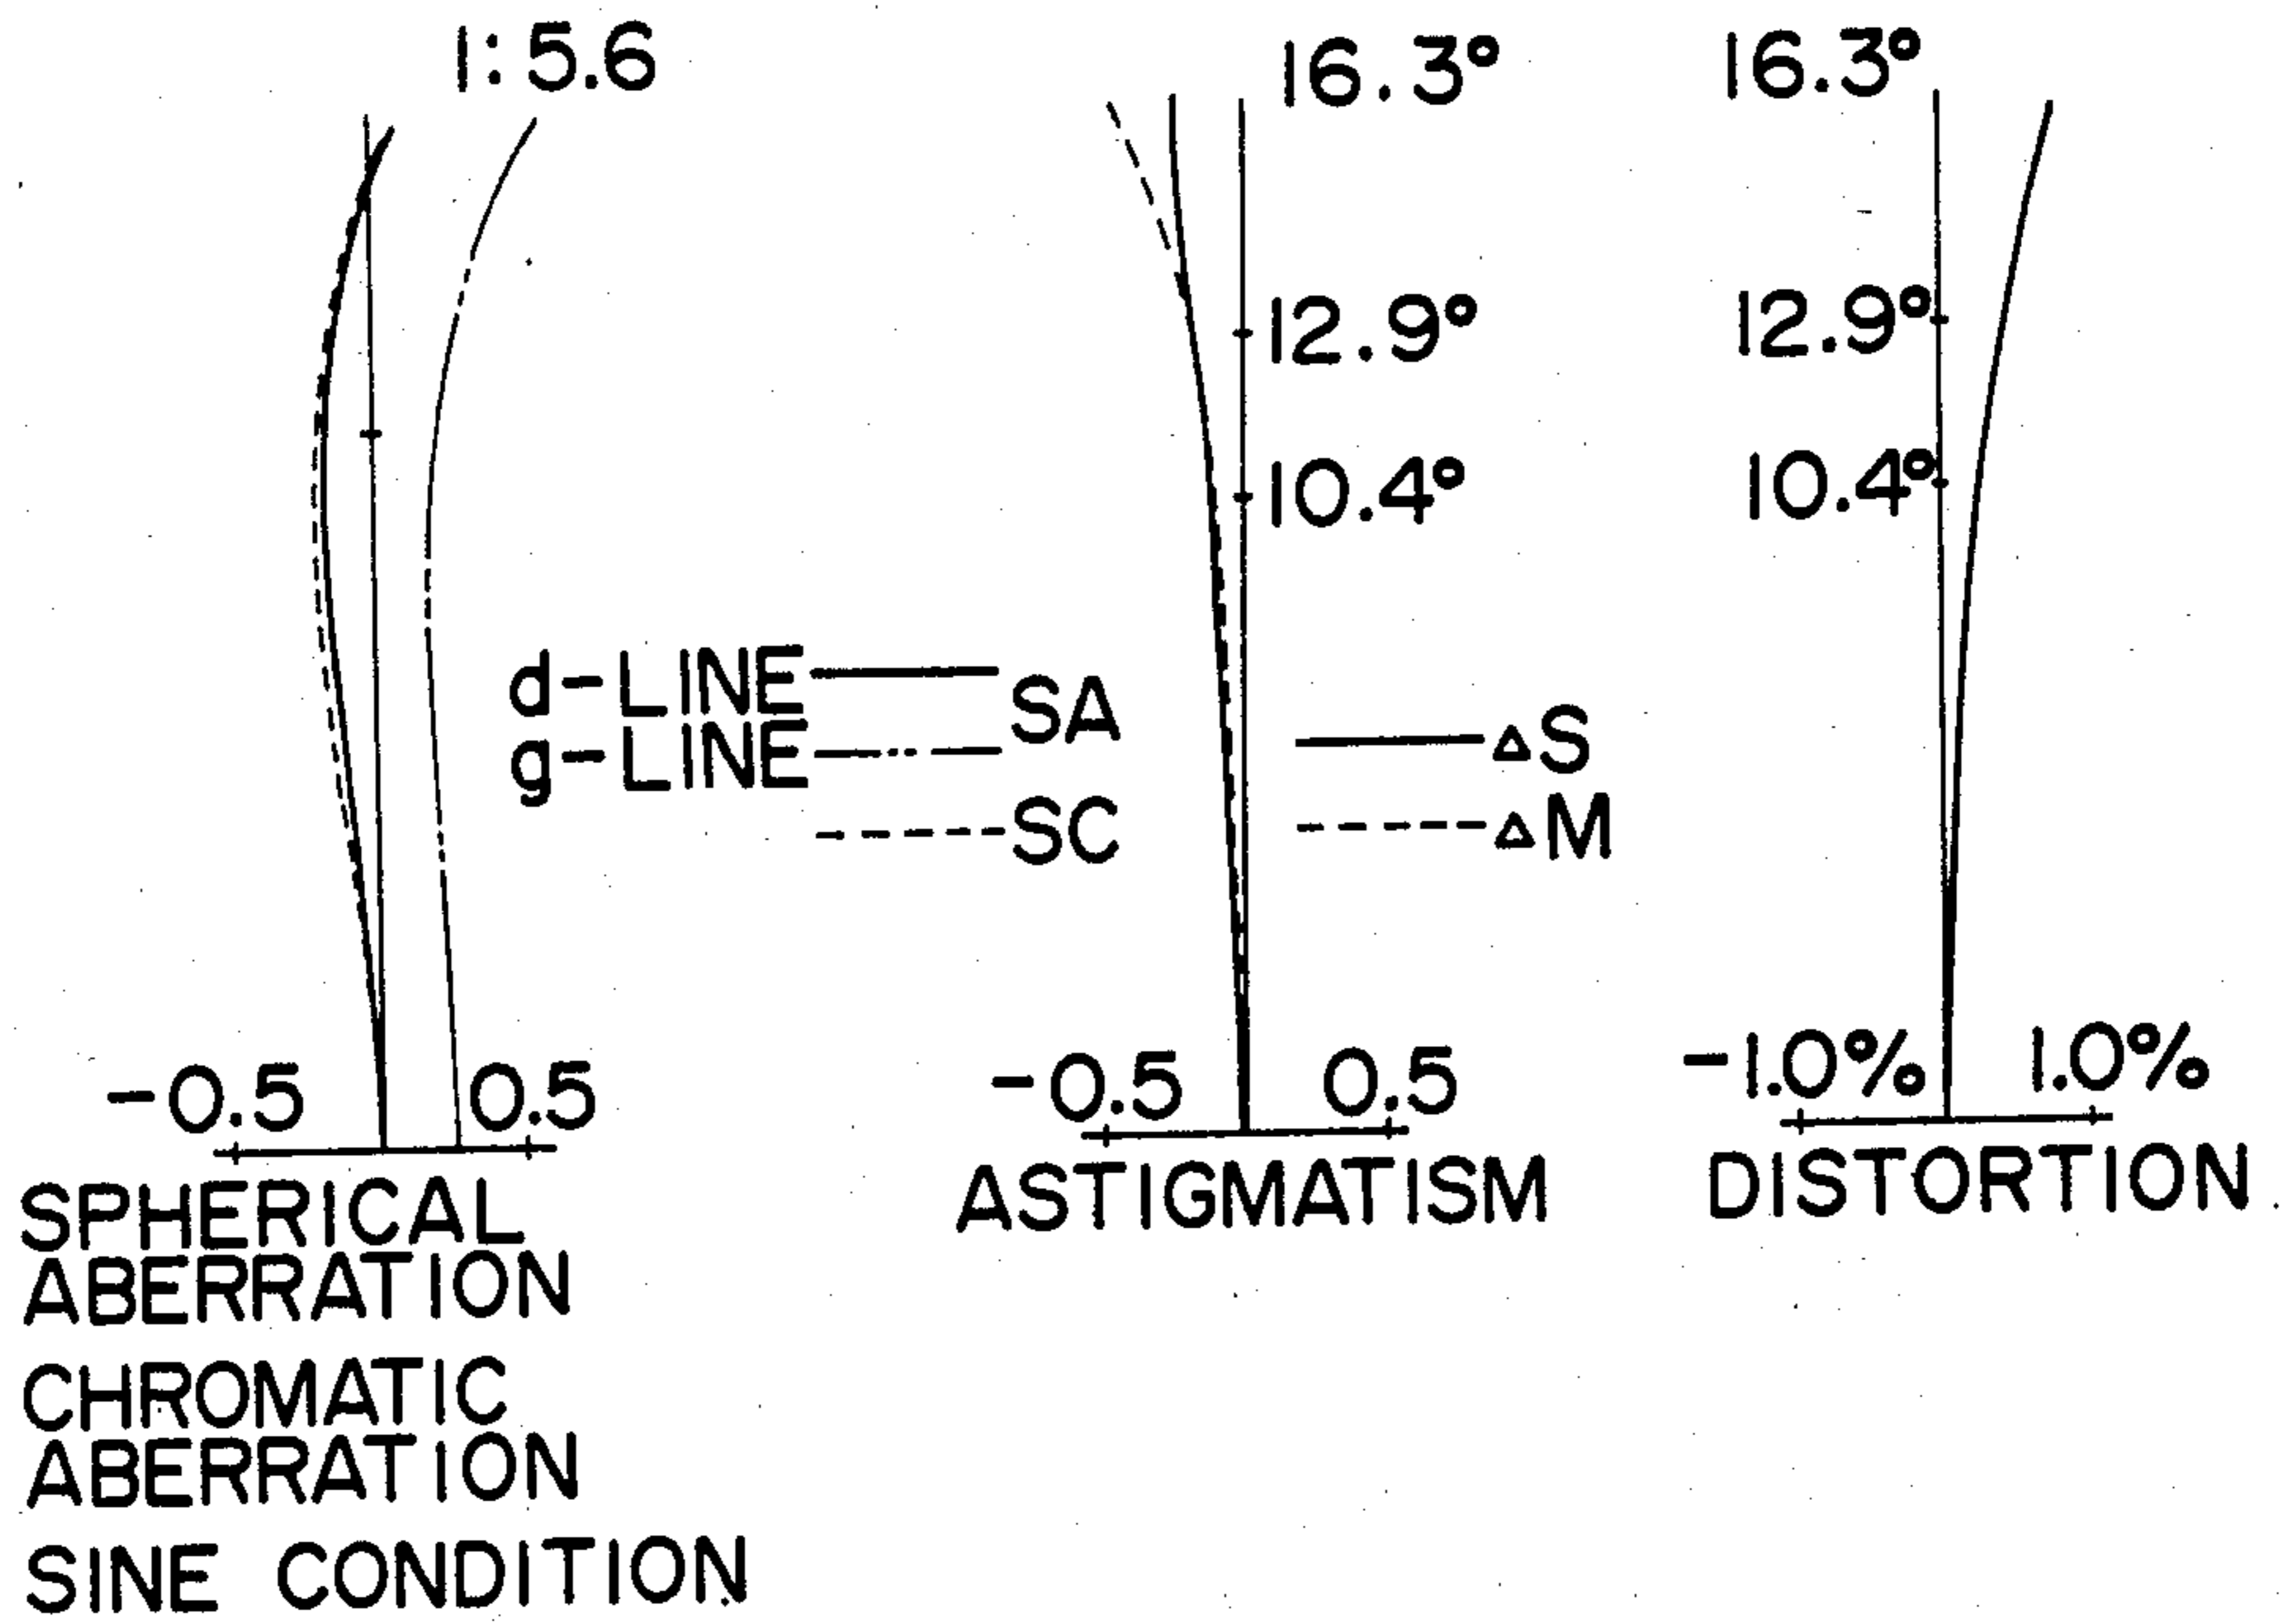 1:5.6
d-LINE
g-LINE
SA
SC
-0.5 0.5
SPHERICAL
ABERRATION
CHROMATIC
ABERRATION
SINE CONDITION
16.3°
12.9°
10.4°
ΔS
ΔM
-0.5 0.5
ASTIGMATISM
16.3°
12.9°
10.4°
-1.0% 1.0%
DISTORTION